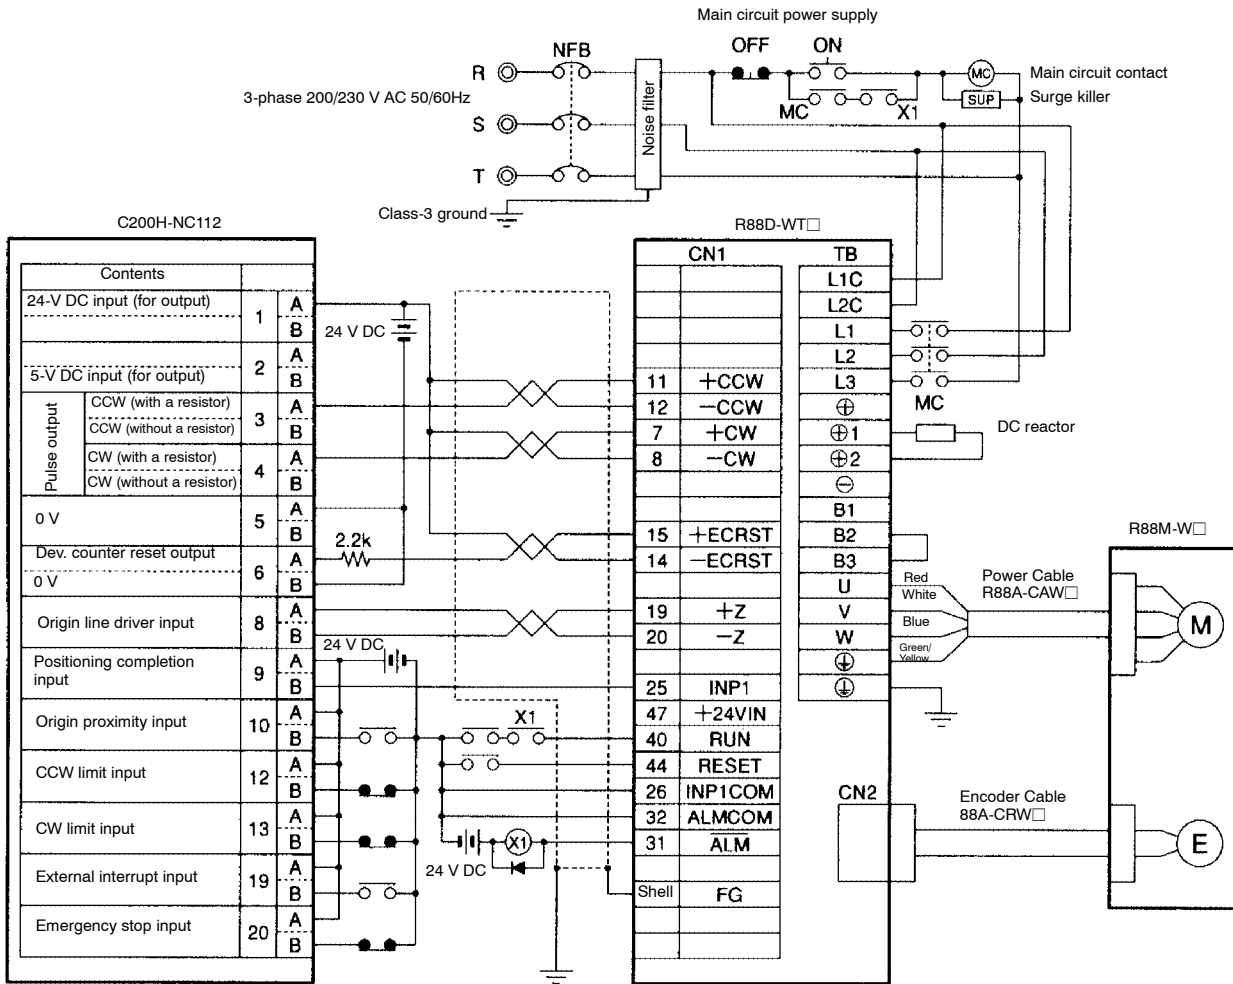 Main circuit power supply
NFB
OFF
ON
R
MC
Main circuit contact
3-phase 200/230 V AC 50/60Hz
SUP
Surge killer
MC
X1
Noise filter
S
T
Class-3 ground
C200H-NC112
R88D-WT□
Contents
24-V DC input (for output)
1
A
B
2
A
5-V DC input (for output)
B
Pulse output
CCW (with a resistor)
3
A
CCW (without a resistor)
B
CW (with a resistor)
4
A
CW (without a resistor)
B
0 V
5
A
B
Dev. counter reset output
6
A
0 V
B
Origin line driver input
8
A
B
Positioning completion
input
9
A
B
Origin proximity input
10
A
B
CCW limit input
12
A
B
CW limit input
13
A
B
External interrupt input
19
A
B
Emergency stop input
20
A
B
24 V DC
2.2k
24 V DC
X1
X1
24 V DC
CN1
11 +CCW
12 −CCW
7 +CW
8 −CW
15 +ECRST
14 −ECRST
19 +Z
20 −Z
25 INP1
47 +24VIN
40 RUN
44 RESET
26 INP1COM
32 ALMCOM
31 A̅L̅M̅
Shell FG
TB
L1C
L2C
L1
L2
L3
⊕
⊕1
⊕2
⊖
B1
B2
B3
U
V
W
CN2
MC
DC reactor
Red
White
Blue
Green/
Yellow
Power Cable
R88A-CAW□
R88M-W□
M
Encoder Cable
88A-CRW□
E